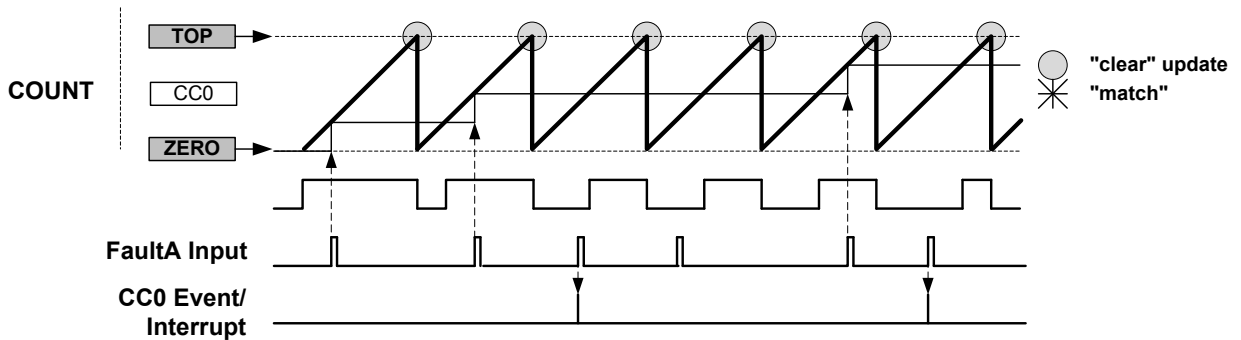 TOP
COUNT
CC0
ZERO
"clear" update
"match"
FaultA Input
CC0 Event/
Interrupt